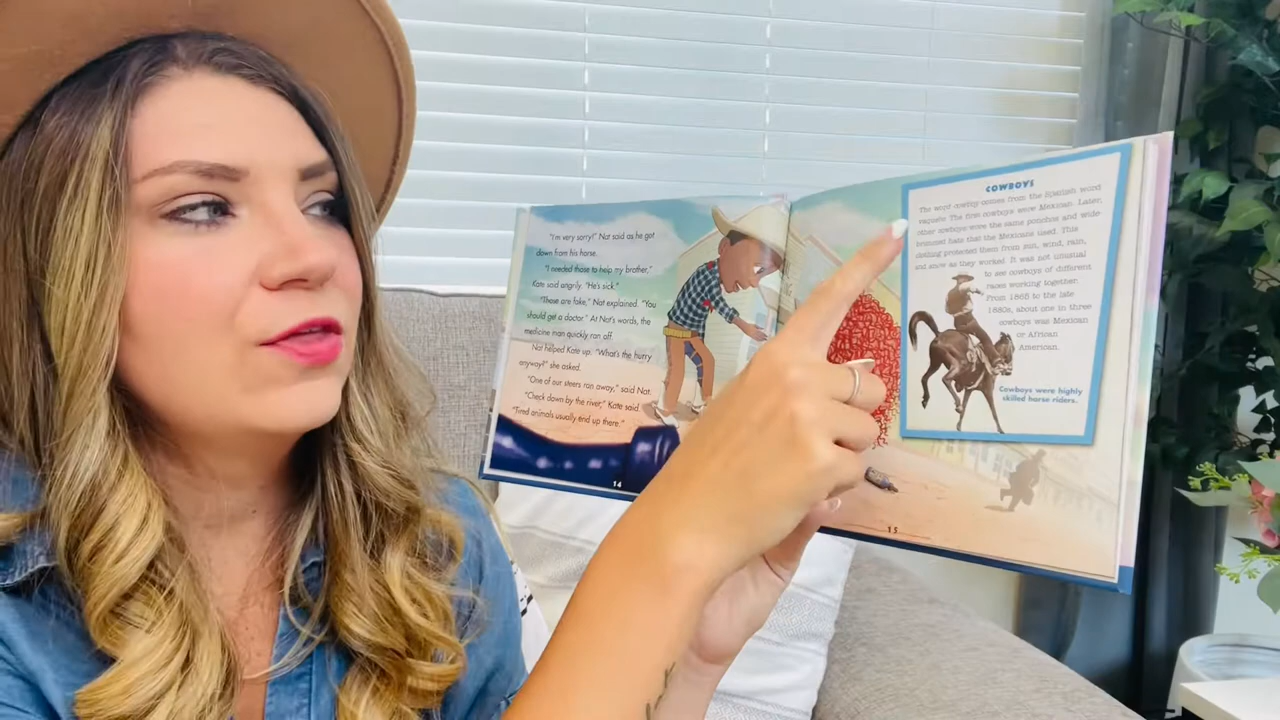 "I'm very sorry!" Nat said as he got
down from his horse.
"I needed those to help my brother,"
Kate said angrily. "He's sick."
"Those are fake," Nat explained. "You
should get a doctor." At Nat's words, the
medicine man quickly ran off.
Nat helped Kate up. "What's the hurry
anyway?" she asked.
"One of our steers ran away," said Nat.
"Check down by the river," Kate said.
"Tired animals usually end up there."
14
COWBOYS
The word cowboy comes from the Spanish word
vaquero. The first cowboys were Mexican. Later,
other cowboys wore the same ponchos and wide-
brimmed hats that the Mexicans used. This
clothing protected them from sun, wind, rain,
and snow as they worked. It was not unusual
to see cowboys of different
races working together.
From 1865 to the late
1880s, about one in three
cowboys was Mexican
or African
American.
Cowboys were highly
skilled horse riders.
15